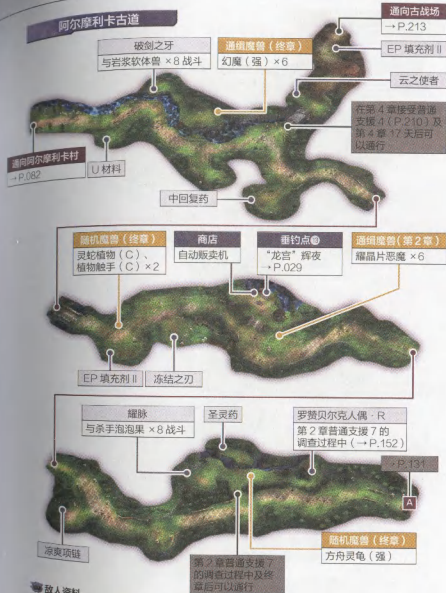 阿尔摩利卡古道
通向古战场
→P.213
破剑之牙
与岩浆软体兽×8战斗
通缉魔兽（终章）
幻魔（强）×6
EP 填充剂Ⅱ
云之使者
在第4章接受普通
支援4（P.210）及
第4章17天后可
以通行
通向阿尔摩利卡村
→P.082
U材料
中回复药
随机魔兽（终章）
灵蛇植物（C）、
植物触手（C）×2
商店
自动贩卖机
垂钓点⑱
“龙宫”辉夜
→P.029
通缉魔兽（第2章）
耀晶片恶魔×6
EP 填充剂Ⅱ
冻结之刃
耀脉
与杀手泡泡果×8战斗
圣灵药
罗赞贝尔克人偶·R
第2章普通支援7的
调查过程中（→P.152）
→P.131
A
凉爽项链
第2章普通支援7
的调查过程中及终
章后可以通行
随机魔兽（终章）
方舟灵龟（强）
敌人资料